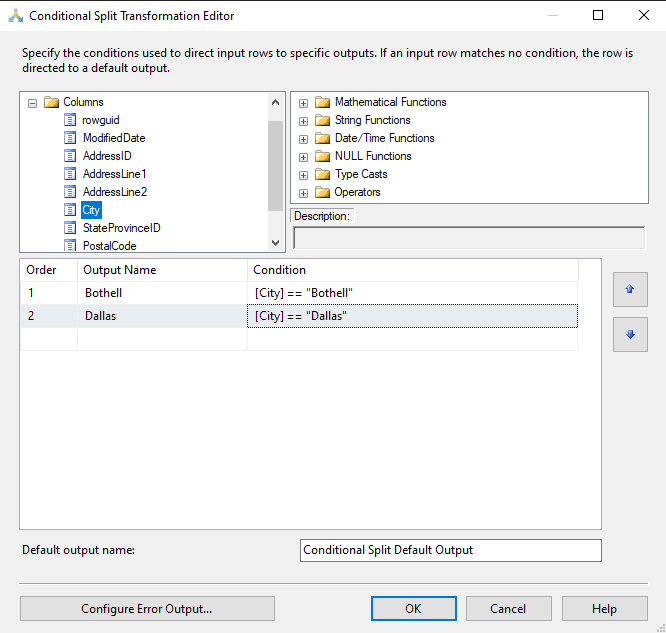 Conditional Split Transformation Editor
Specify the conditions used to direct input rows to specific outputs. If an input row matches no condition, the row is
directed to a default output.
Columns
rowguid
ModifiedDate
AddressID
AddressLine1
AddressLine2
City
StateProvinceID
PostalCode
Mathematical Functions
String Functions
Date/Time Functions
NULL Functions
Type Casts
Operators
Description:
Order Output Name Condition
1 Bothell [City] == "Bothell"
2 Dallas [City] == "Dallas"
Default output name: Conditional Split Default Output
Configure Error Output... OK Cancel Help